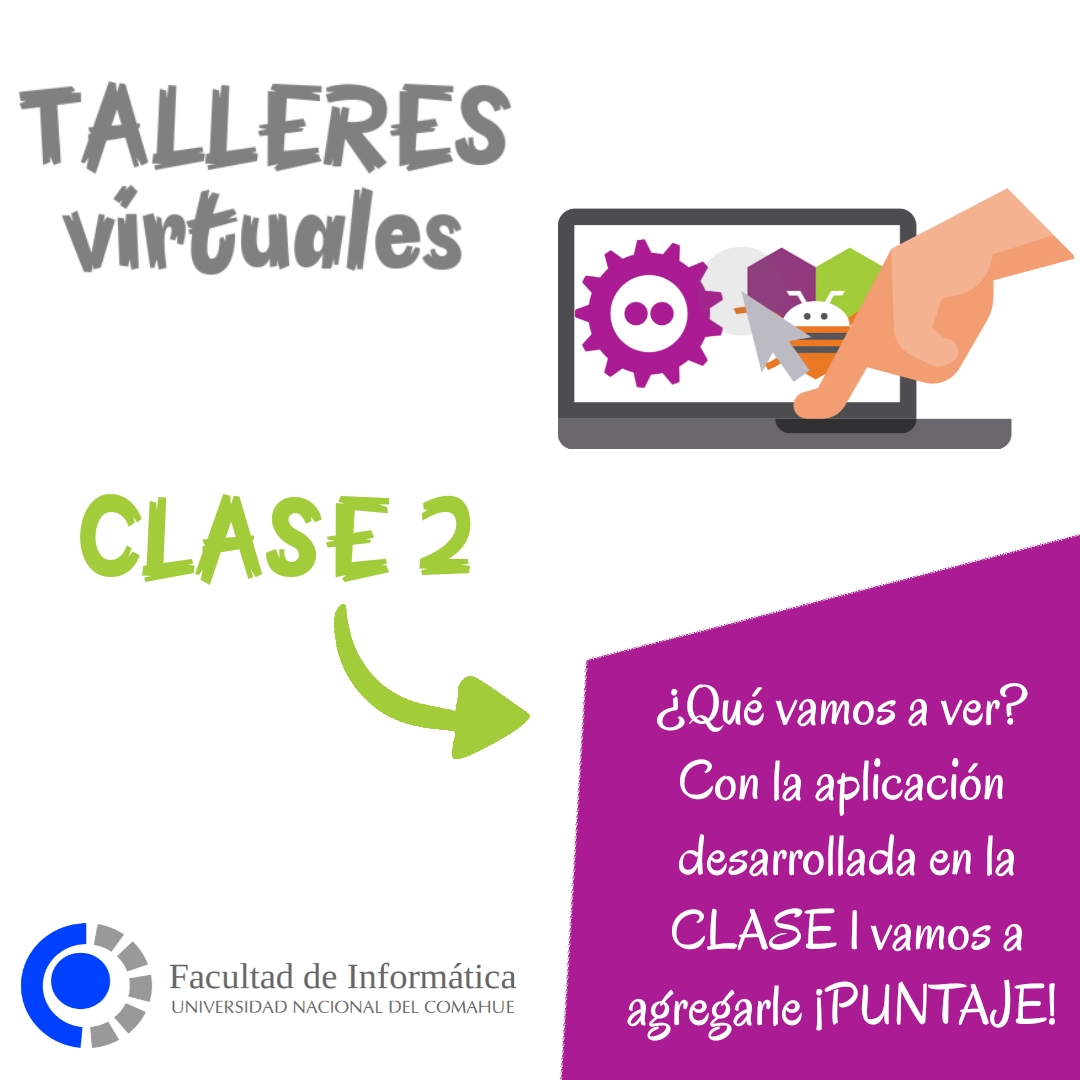 TALLERES
virtuales
CLASE 2
¿Qué vamos a ver?
Con la aplicación
desarrollada en la
CLASE 1 vamos a
agregarle ¡PUNTAJE!
Facultad de Informática
UNIVERSIDAD NACIONAL DEL COMAHUE